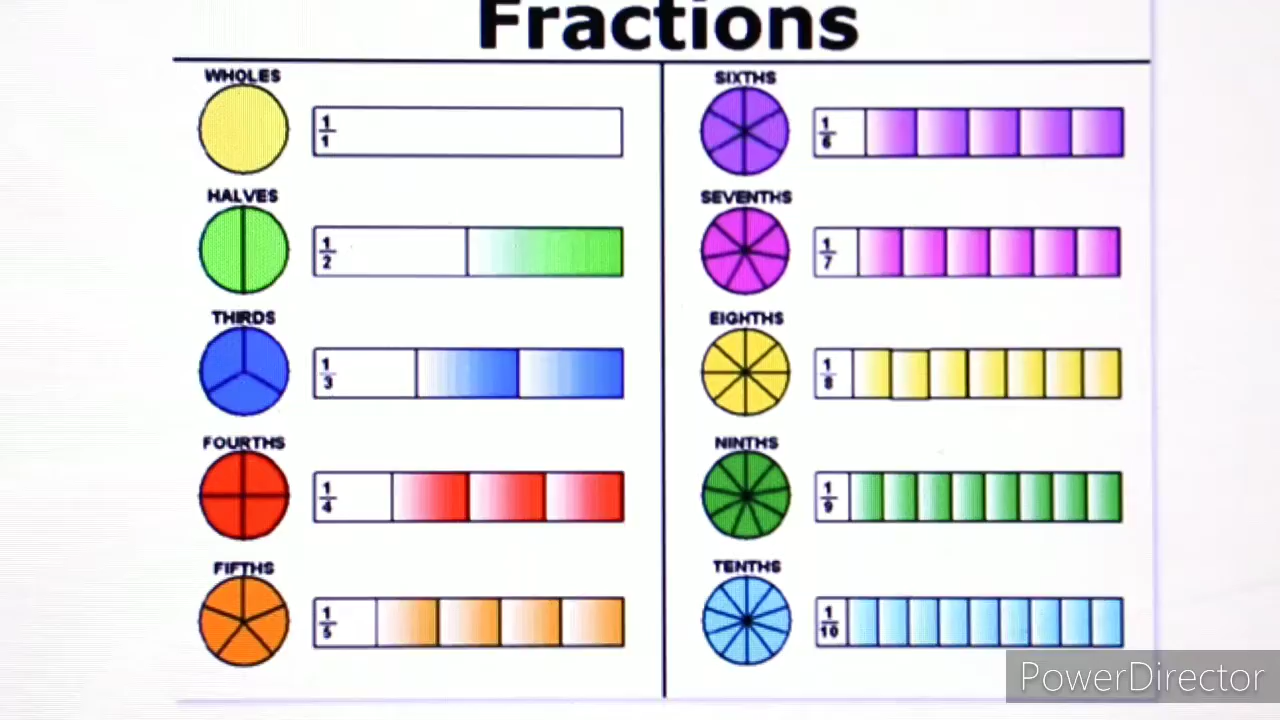 Fractions
WHOLES
1
1
HALVES
1
2
THIRDS
1
3
FOURTHS
1
4
FIFTHS
1
5
SIXTHS
1
6
SEVENTHS
1
7
EIGHTHS
1
8
NINTHS
1
9
TENTHS
1
10
PowerDirector